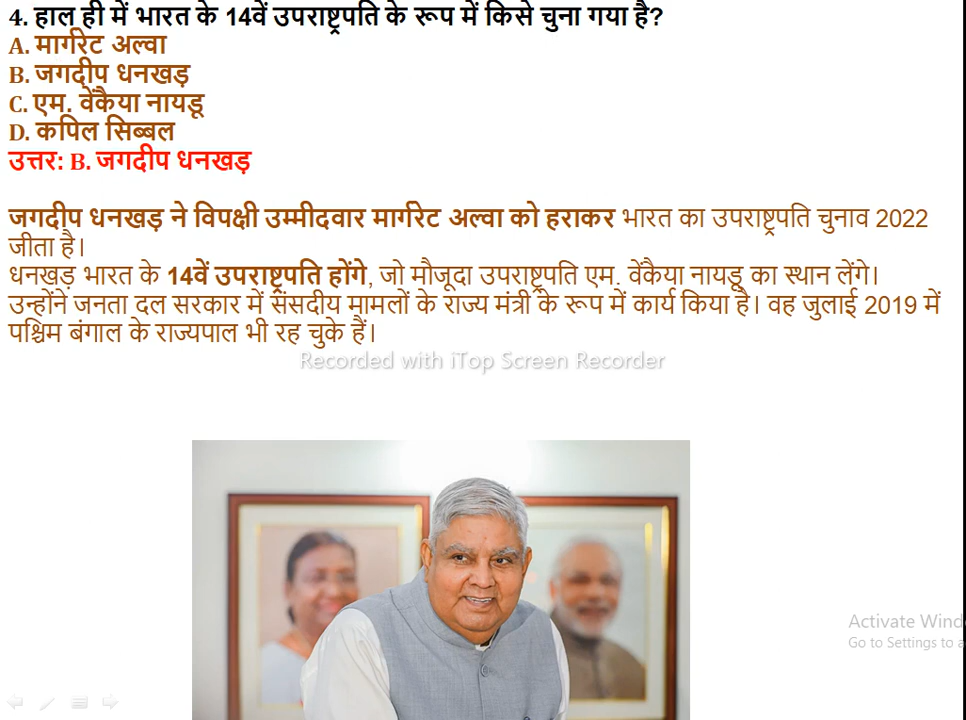 4. हाल ही में भारत के 14वें उपराष्ट्रपति के रूप में किसे चुना गया है?
A. मार्गरेट अल्वा
B. जगदीप धनखड़
C. एम. वेंकैया नायडू
D. कपिल सिब्बल
उत्तर: B. जगदीप धनखड़
जगदीप धनखड़ ने विपक्षी उम्मीदवार मार्गरेट अल्वा को हराकर भारत का उपराष्ट्रपति चुनाव 2022
जीता है।
धनखड़ भारत के 14वें उपराष्ट्रपति होंगे, जो मौजूदा उपराष्ट्रपति एम. वेंकैया नायडू का स्थान लेंगे।
उन्होंने जनता दल सरकार में संसदीय मामलों के राज्य मंत्री के रूप में कार्य किया है। वह जुलाई 2019 में
पश्चिम बंगाल के राज्यपाल भी रह चुके हैं।
Recorded with iTop Screen Recorder
Activate Wind
Go to Settings to a